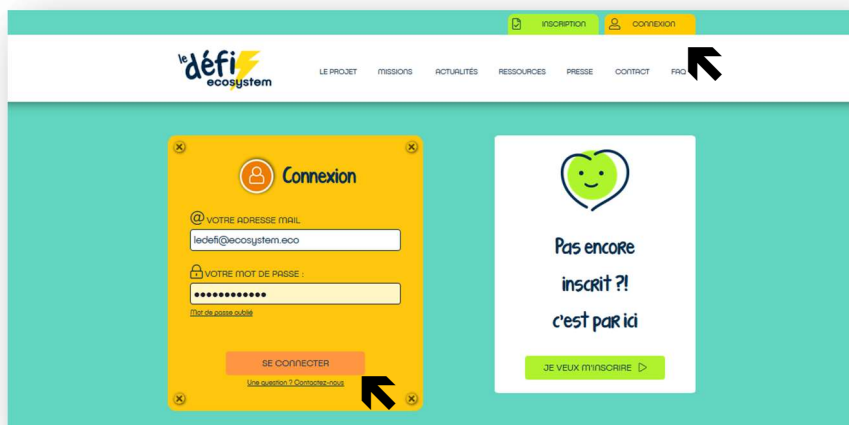 INSCRIPTION
CONNEXION
le défi
ecosystem
LE PROJET
MISSIONS
ACTUALITÉS
RESSOURCES
PRESSE
CONTACT
FAQ
Connexion
@ VOTRE ADRESSE MAIL
ledefi@ecosystem.eco
VOTRE MOT DE PASSE :
••••••••••••
Mot de passe oublié
SE CONNECTER
Une question ? Contactez-nous
Pas encore
inscrit ?!
c'est par ici
JE VEUX M'INSCRIRE